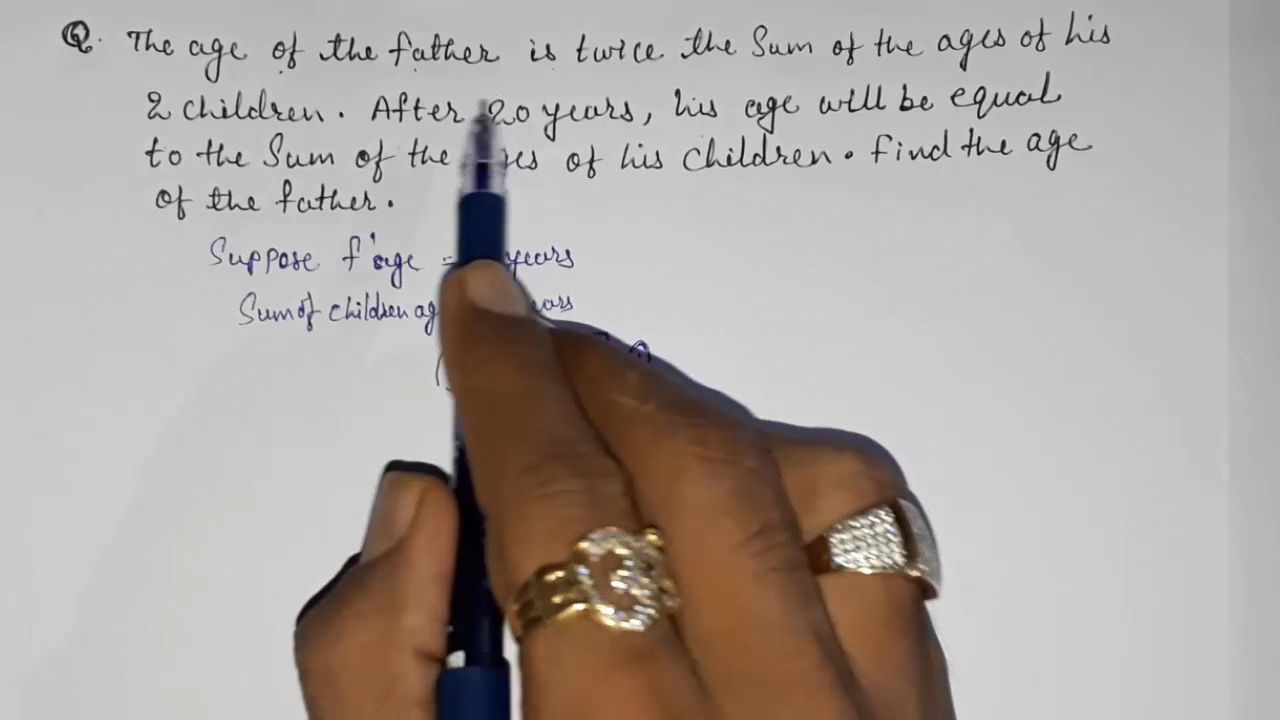 Q. The age of the father is twice the Sum of the ages of his
2 children. After 20 years, his age will be equal
to the Sum of the of his children. Find the age
of the father.
Suppose f's age = years
Sum of children